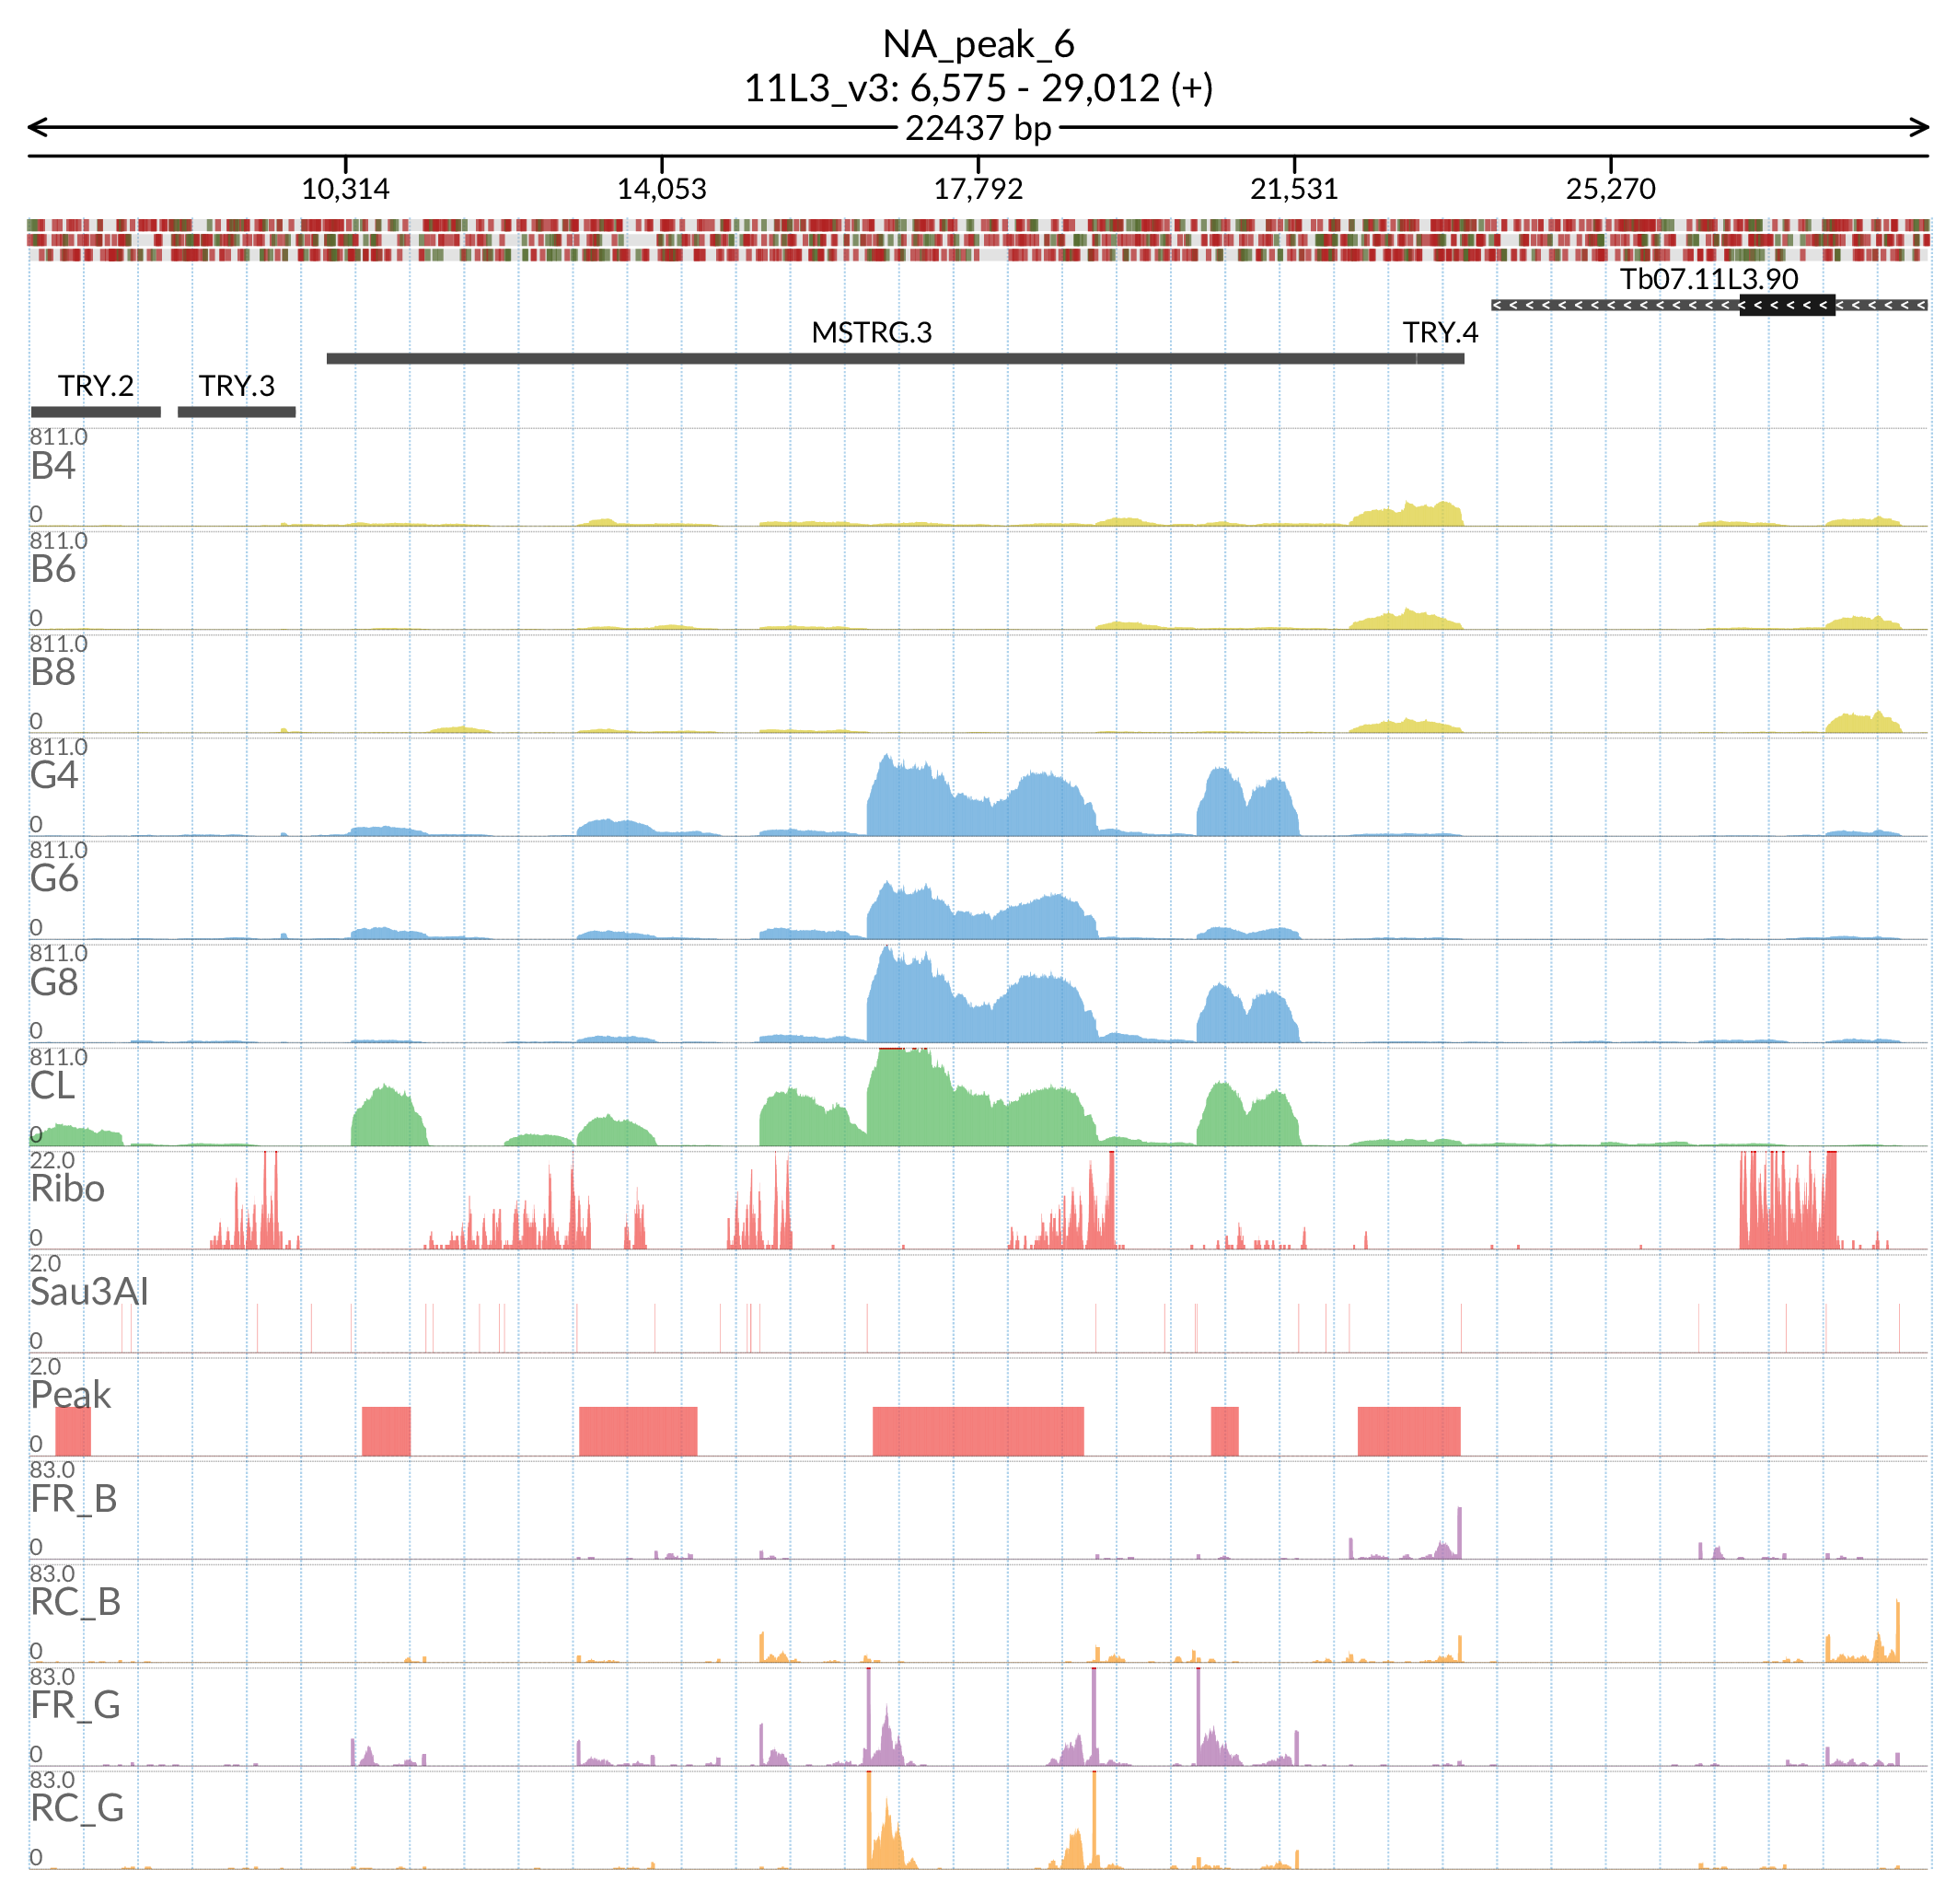 NA_peak_6
11L3_v3: 6,575 - 29,012 (+)
22437 bp
10,314 14,053 17,792 21,531 25,270
Tb07.11L3.90
MSTRG.3 TRY.4
TRY.2 TRY.3
811.0
B4
0
811.0
B6
0
811.0
B8
0
811.0
G4
0
811.0
G6
0
811.0
G8
0
811.0
CL
0
22.0
Ribo
0
2.0
Sau3AI
0
2.0
Peak
0
83.0
FR_B
0
83.0
RC_B
0
83.0
FR_G
0
83.0
RC_G
0